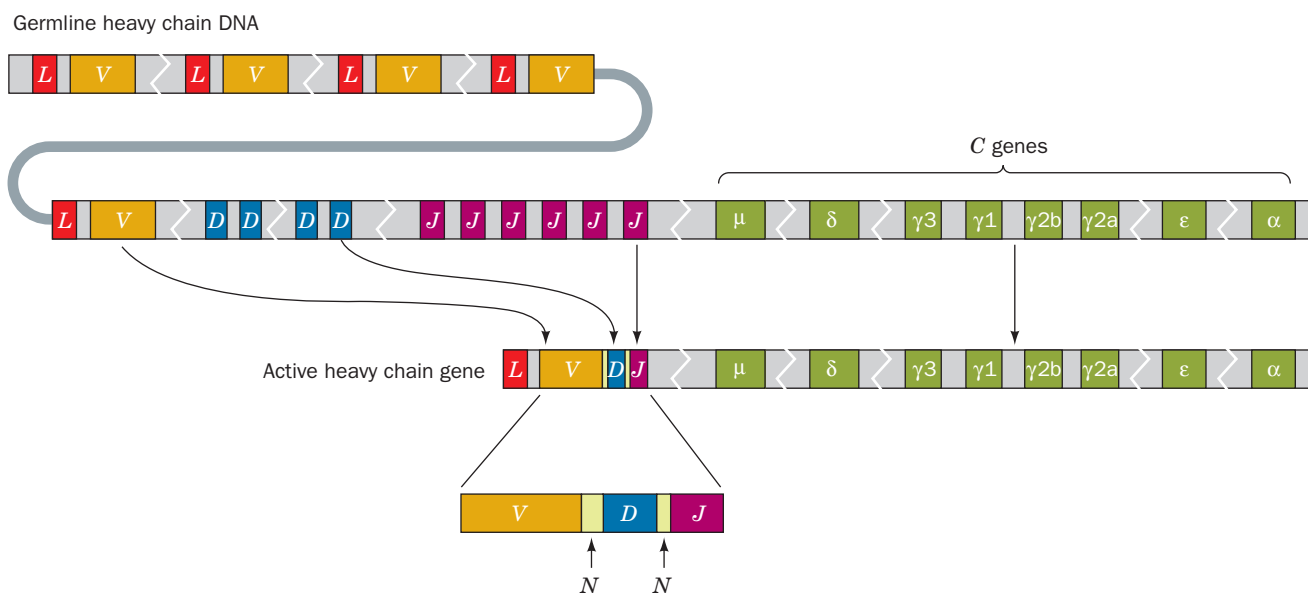 Germline heavy chain DNA
L V L V L V L V
C genes
L V D D D D J J J J J J μ δ γ3 γ1 γ2b γ2a ε α
Active heavy chain gene L V D J μ δ γ3 γ1 γ2b γ2a ε α
V D J
N N